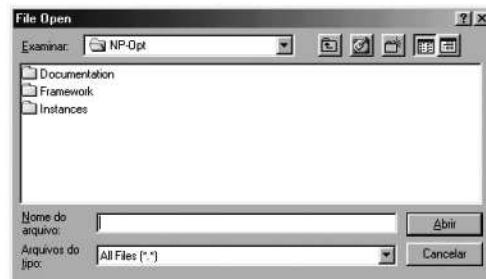 File Open
Examinar: NP-Opt
Documentation
Framework
Instances
Nome do
arquivo:
Abrir
Arquivos do
tipo:
All Files (*.*)
Cancelar